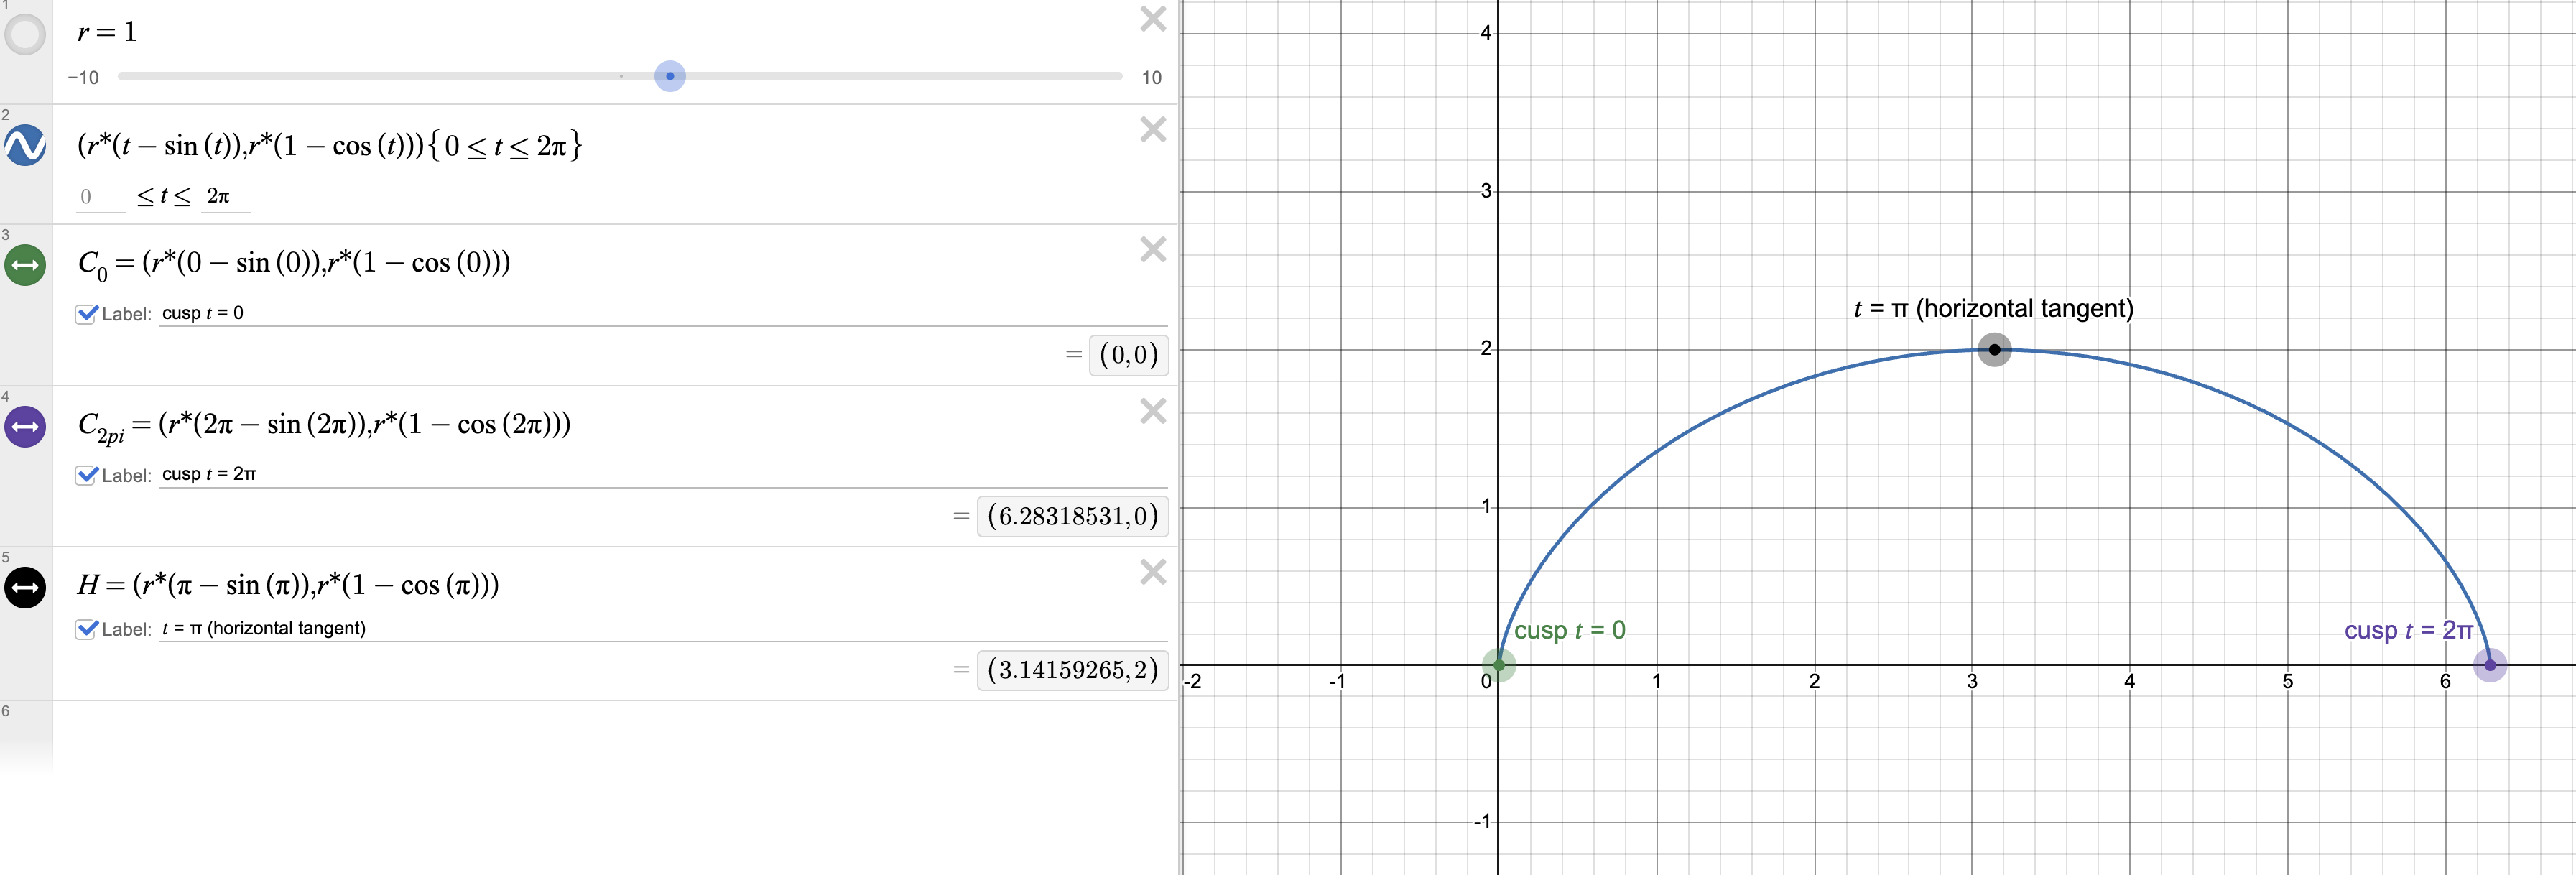 1
r = 1
−10
10
2
(r*(t − sin (t)),r*(1 − cos (t))){0 ≤ t ≤ 2π}
0 ≤ t ≤ 2π
3
C₀ = (r*(0 − sin (0)),r*(1 − cos (0)))
Label: cusp t = 0
= (0,0)
4
C_{2pi} = (r*(2π − sin (2π)),r*(1 − cos (2π)))
Label: cusp t = 2π
= (6.28318531,0)
5
H = (r*(π − sin (π)),r*(1 − cos (π)))
Label: t = π (horizontal tangent)
= (3.14159265,2)
6
4
3
t = π (horizontal tangent)
2
1
cusp t = 0
cusp t = 2π
-2 -1 0 1 2 3 4 5 6
-1